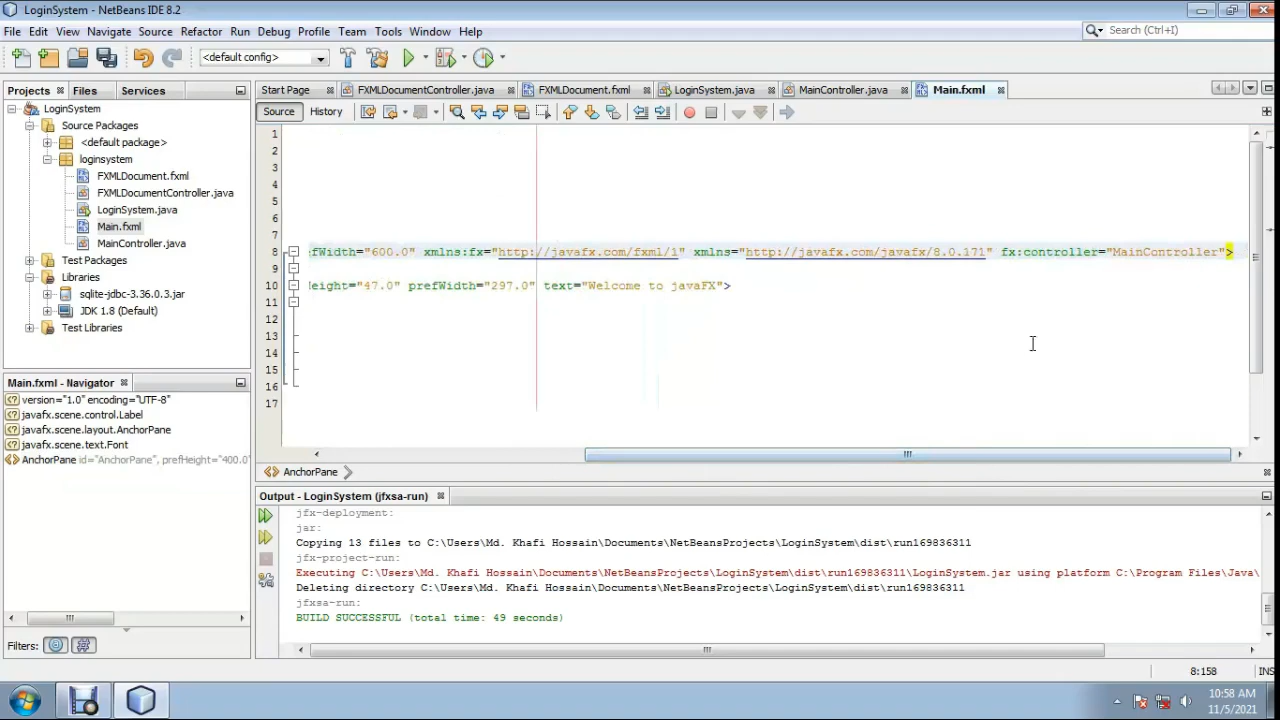 LoginSystem - NetBeans IDE 8.2
File Edit View Navigate Source Refactor Run Debug Profile Team Tools Window Help
Search (Ctrl+I)
<default config>
Projects Files Services
Start Page FXMLDocumentController.java FXMLDocument.fxml LoginSystem.java MainController.java Main.fxml
Source History
LoginSystem
Source Packages
<default package>
loginsystem
FXMLDocument.fxml
FXMLDocumentController.java
LoginSystem.java
Main.fxml
MainController.java
Test Packages
Libraries
sqlite-jdbc-3.36.0.3.jar
JDK 1.8 (Default)
Test Libraries
1
2
3
4
5
6
7
8 efWidth="600.0" xmlns:fx="http://javafx.com/fxml/1" xmlns="http://javafx.com/javafx/8.0.171" fx:controller="MainController">
9
10 Height="47.0" prefWidth="297.0" text="Welcome to javaFX">
11
12
13
14
15
16
17
Main.fxml - Navigator
version="1.0" encoding="UTF-8"
javafx.scene.control.Label
javafx.scene.layout.AnchorPane
javafx.scene.text.Font
AnchorPane id="AnchorPane", prefHeight="400.0"
Filters:
AnchorPane
Output - LoginSystem (jfxsa-run)
jfx-deployment:
jar:
Copying 13 files to C:\Users\Md. Khafi Hossain\Documents\NetBeansProjects\LoginSystem\dist\run169836311
jfx-project-run:
Executing C:\Users\Md. Khafi Hossain\Documents\NetBeansProjects\LoginSystem\dist\run169836311\LoginSystem.jar using platform C:\Program Files\Java\
Deleting directory C:\Users\Md. Khafi Hossain\Documents\NetBeansProjects\LoginSystem\dist\run169836311
jfxsa-run:
BUILD SUCCESSFUL (total time: 49 seconds)
8:158 INS
10:58 AM
11/5/2021